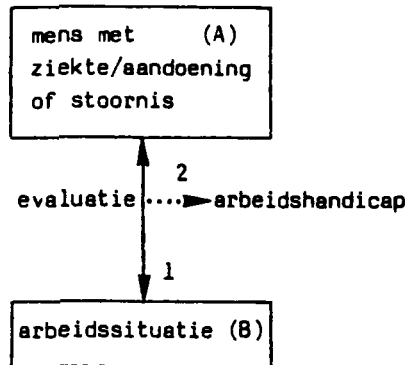 mens met (A)
ziekte/aandoening
of stoornis
2
evaluatie arbeidshandicap
1
arbeidssituatie (B)